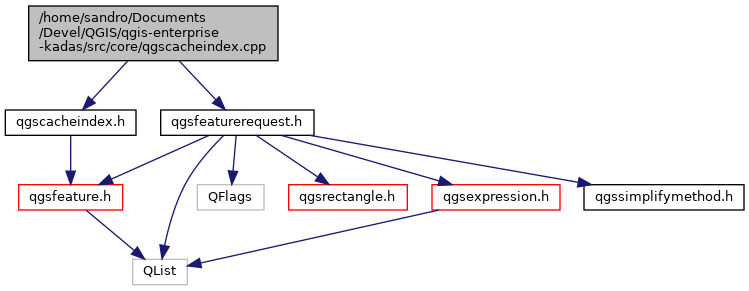 /home/sandro/Documents
/Devel/QGIS/qgis-enterprise
-kadas/src/core/qgscacheindex.cpp
qgscacheindex.h
qgsfeaturerequest.h
qgsfeature.h
QFlags
qgsrectangle.h
qgsexpression.h
qgssimplifymethod.h
QList